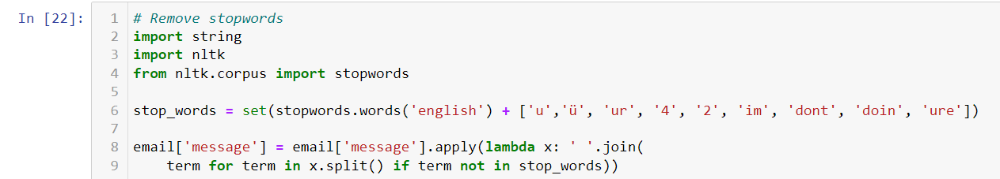 In [22]:
1 # Remove stopwords
2 import string
3 import nltk
4 from nltk.corpus import stopwords
5
6 stop_words = set(stopwords.words('english') + ['u','ü', 'ur', '4', '2', 'im', 'dont', 'doin', 'ure'])
7
8 email['message'] = email['message'].apply(lambda x: ' '.join(
9     term for term in x.split() if term not in stop_words))